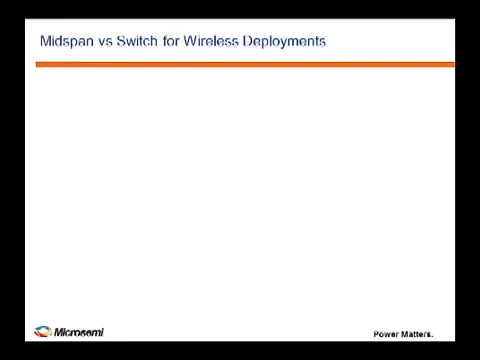 Midspan vs Switch for Wireless Deployments
Microsemi
Power Matters.